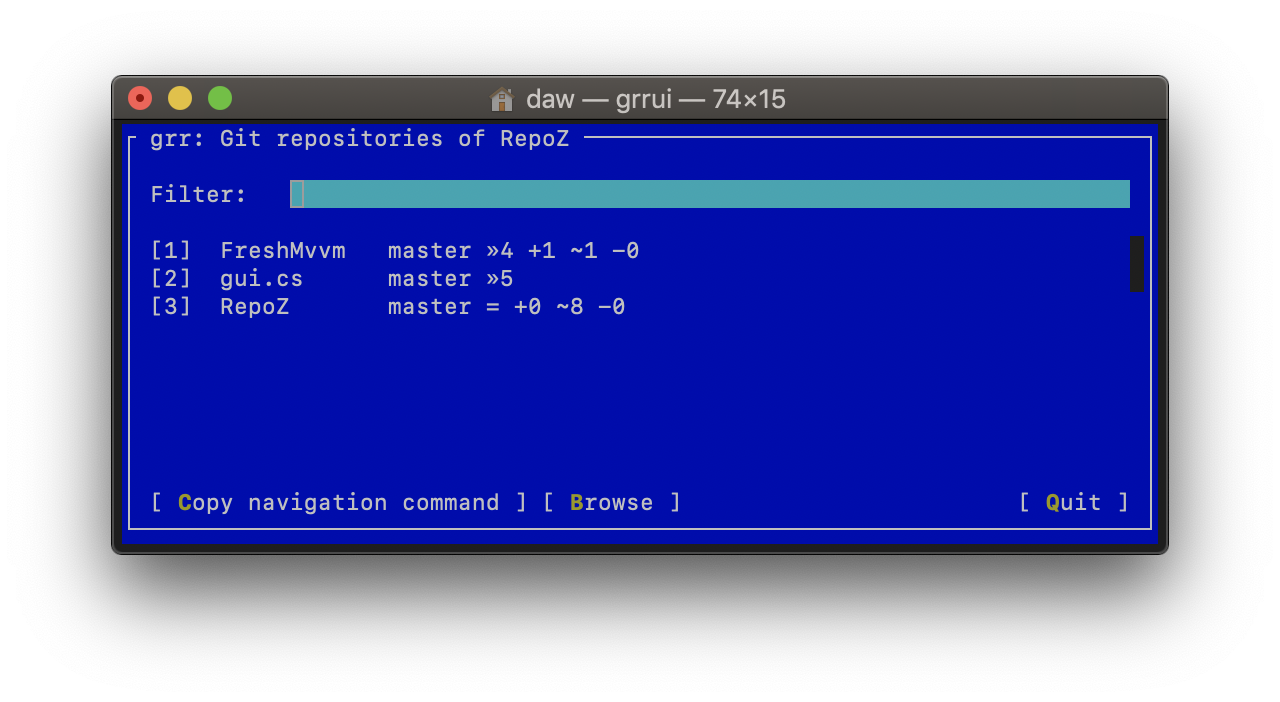 daw — grrui — 74×15
grr: Git repositories of RepoZ
Filter:
[1]  FreshMvvm   master »4 +1 ~1 -0
[2]  gui.cs      master »5
[3]  RepoZ       master = +0 ~8 -0
[ Copy navigation command ] [ Browse ] [ Quit ]